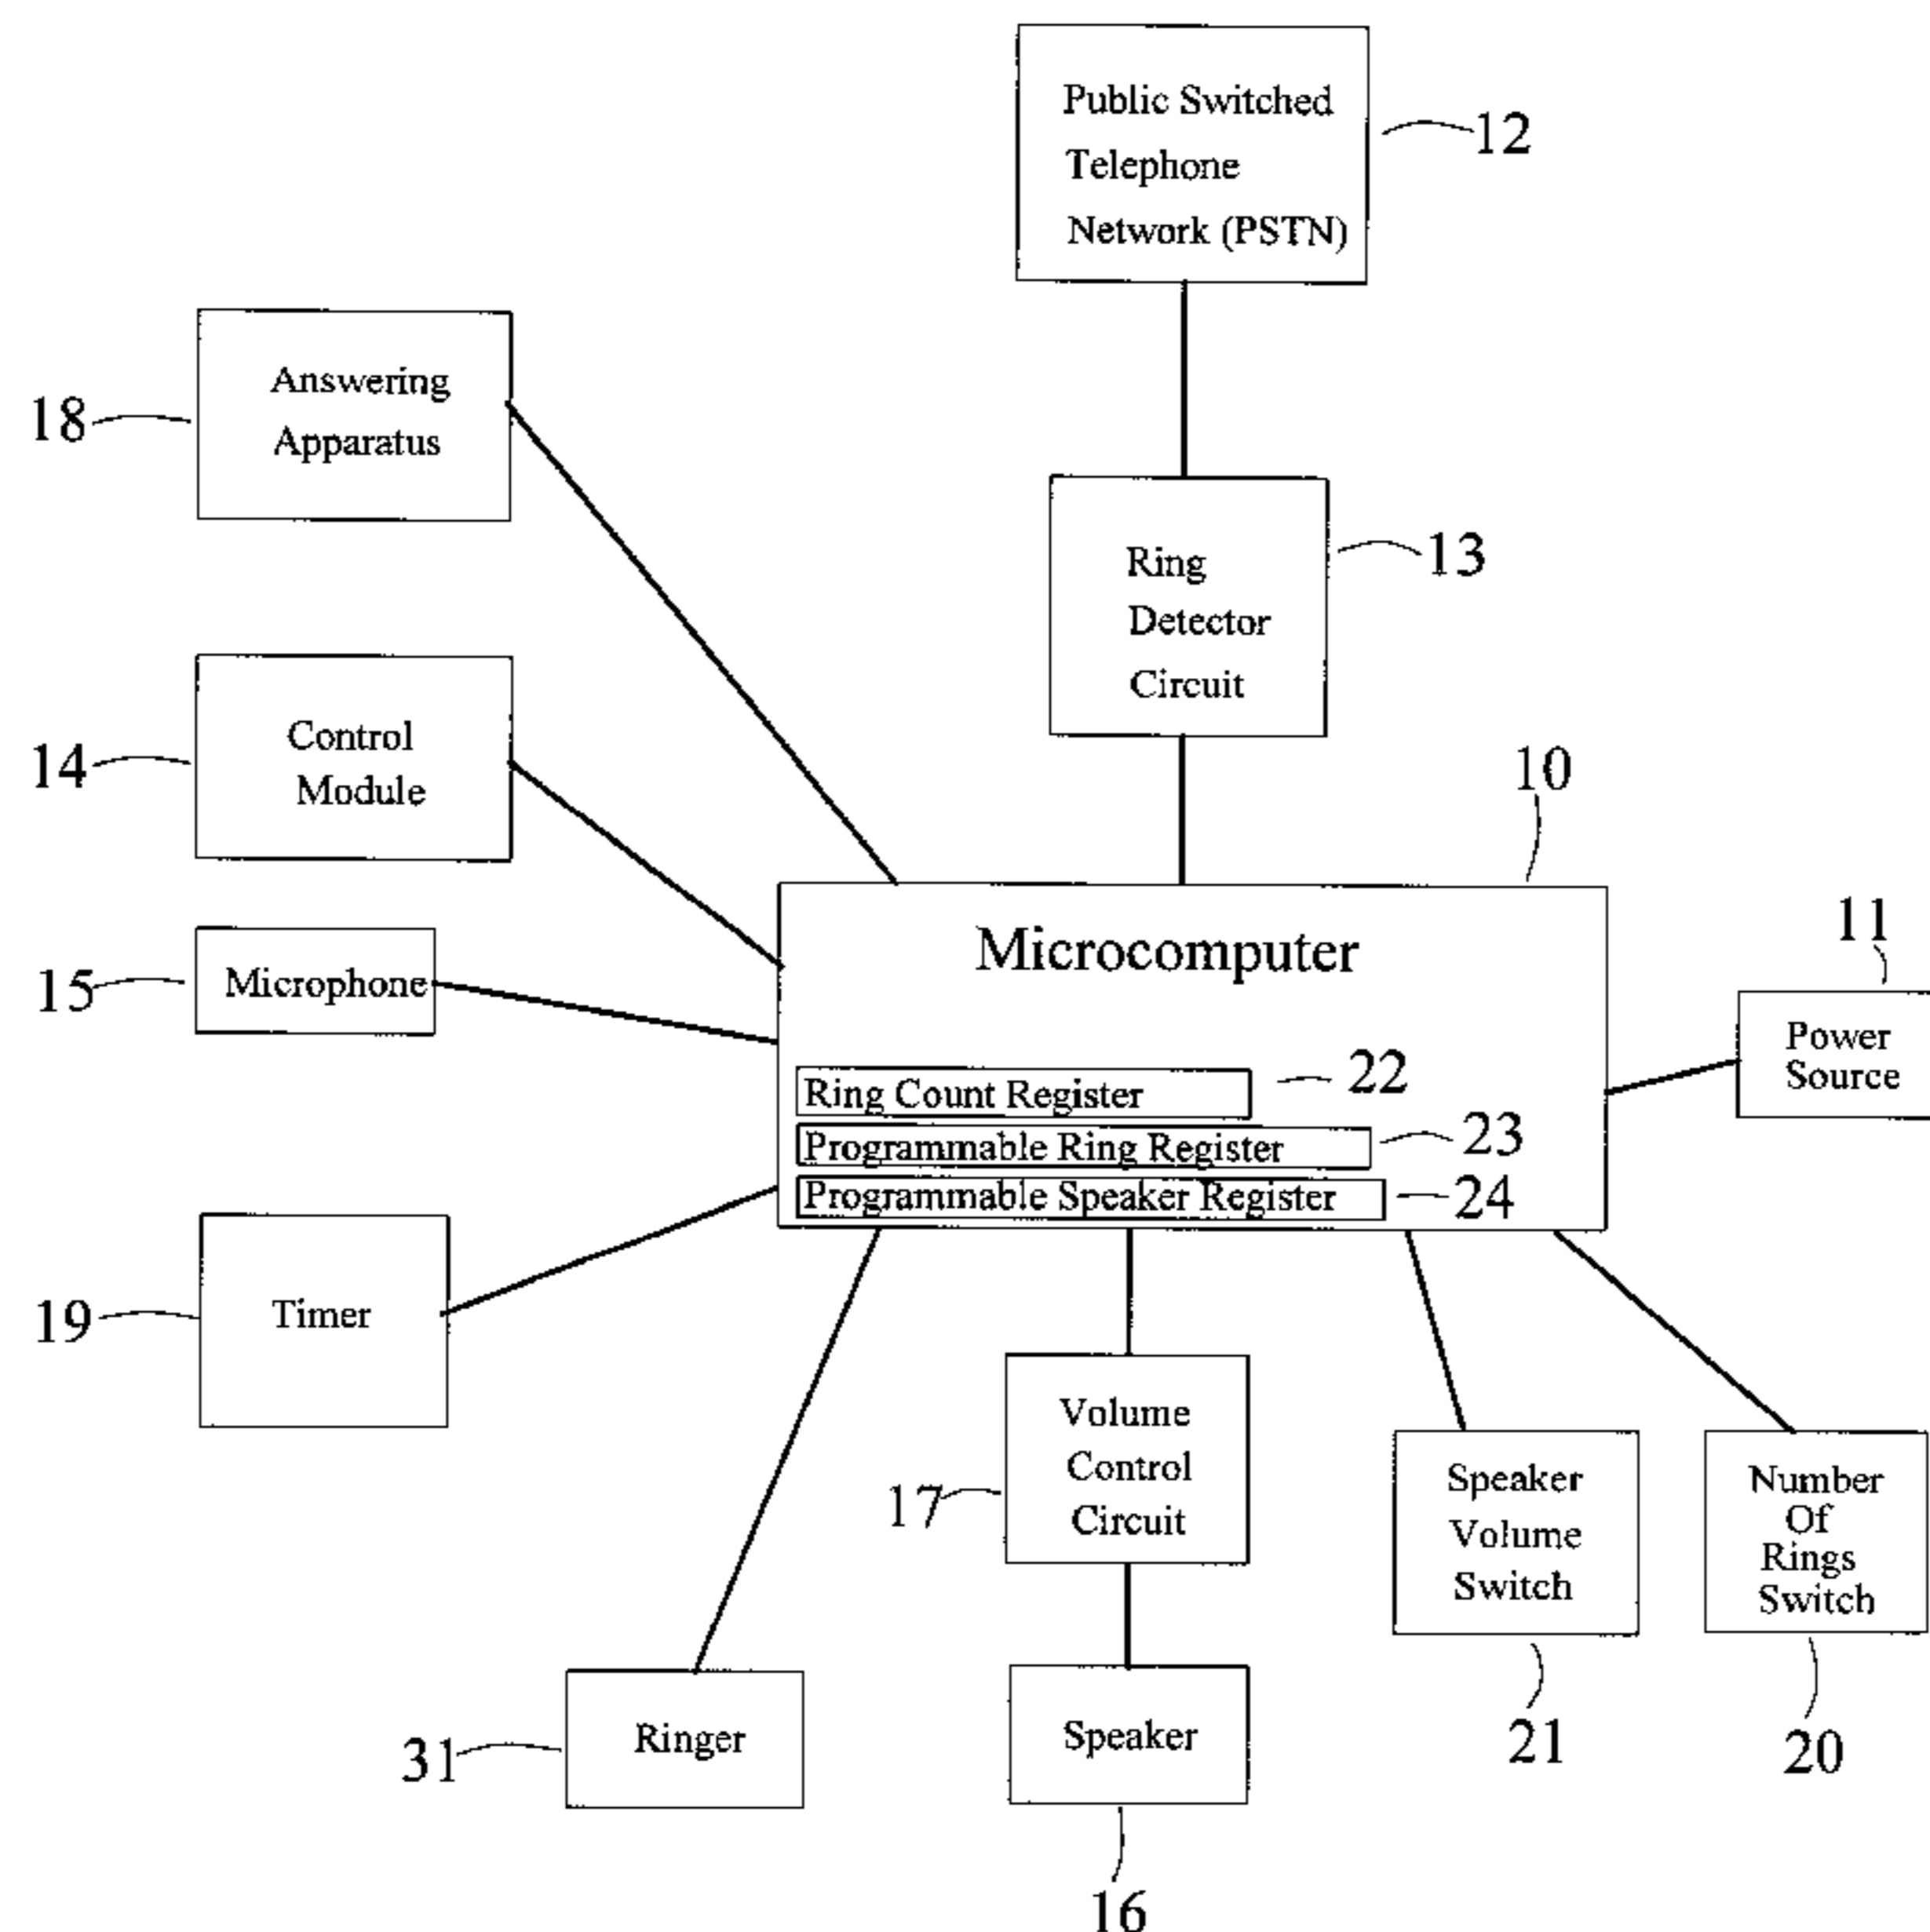 Public Switched
Telephone
Network (PSTN)
12
Answering
Apparatus
18
Ring
Detector
Circuit
13
Control
Module
14
10
Microcomputer
11
Power
Source
Microphone
15
Ring Count Register
22
Programmable Ring Register
23
Programmable Speaker Register
24
Timer
19
Volume
Control
Circuit
17
Speaker
Volume
Switch
21
Number
Of
Rings
Switch
20
Ringer
31
Speaker
16